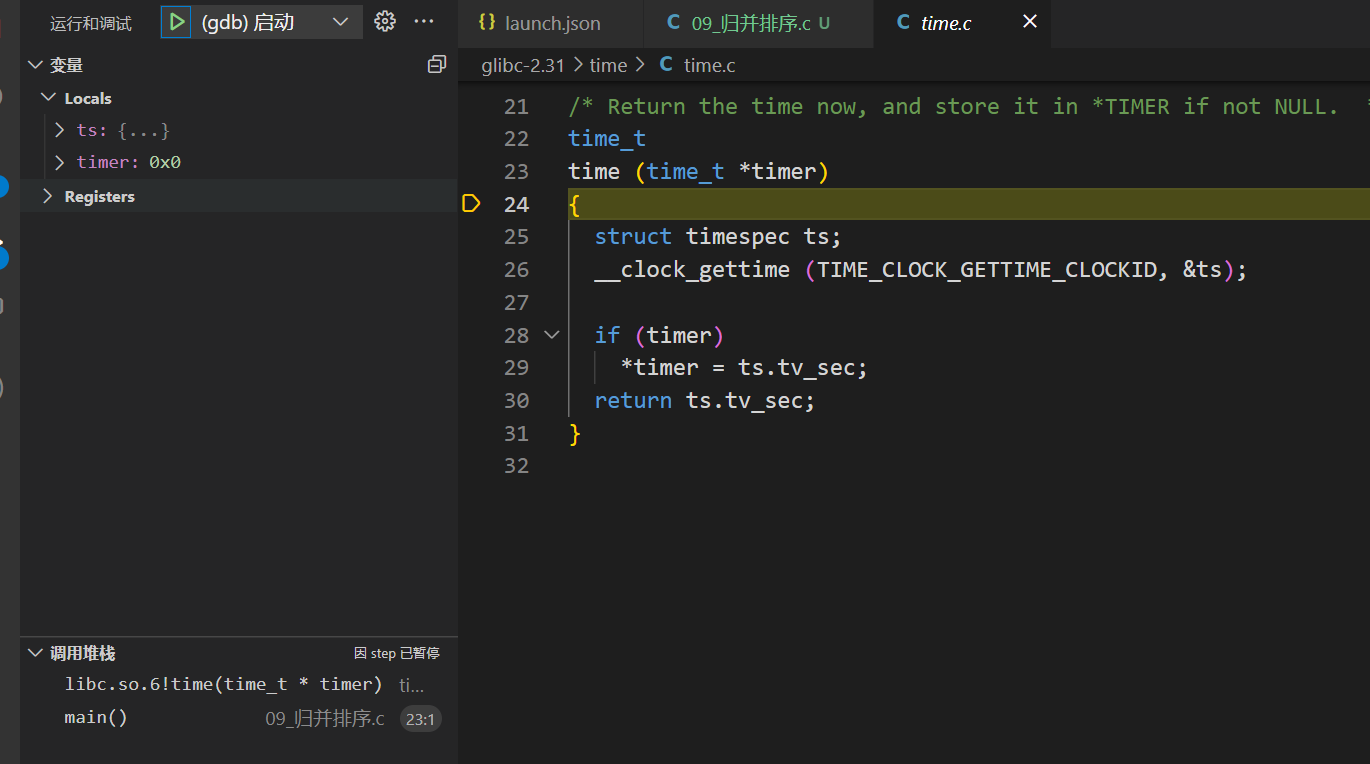 运行和调试 (gdb) 启动 ···
{} launch.json C 09_归并排序.c U C time.c
变量
glibc-2.31 > time > C time.c
Locals
ts: {...}
timer: 0x0
Registers
21 /* Return the time now, and store it in *TIMER if not NULL.
22 time_t
23 time (time_t *timer)
24 {
25 struct timespec ts;
26 __clock_gettime (TIME_CLOCK_GETTIME_CLOCKID, &ts);
27
28 if (timer)
29 *timer = ts.tv_sec;
30 return ts.tv_sec;
31 }
32
调用堆栈 因 step 已暂停
libc.so.6!time(time_t * timer) ti...
main() 09_归并排序.c 23:1